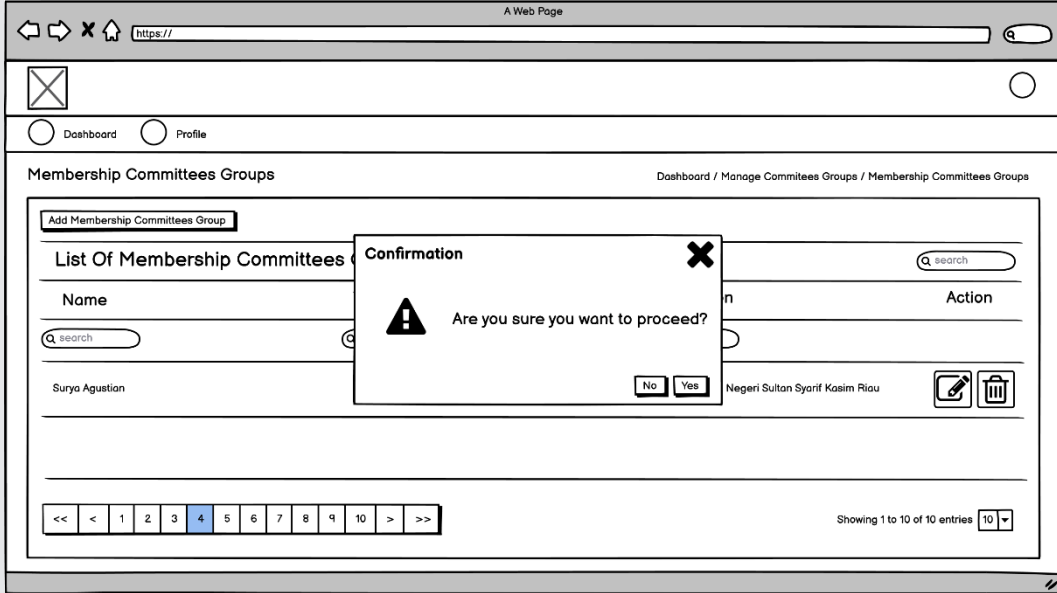 A Web Page
https://
Dashboard Profile
Membership Committees Groups
Dashboard / Manage Commitees Groups / Membership Committees Groups
Add Membership Committees Group
List Of Membership Committees
search
Confirmation
Are you sure you want to proceed?
No Yes
Name
Action
search
Surya Agustian
Negeri Sultan Syarif Kasim Riau
<< < 1 2 3 4 5 6 7 8 9 10 > >>
Showing 1 to 10 of 10 entries 10